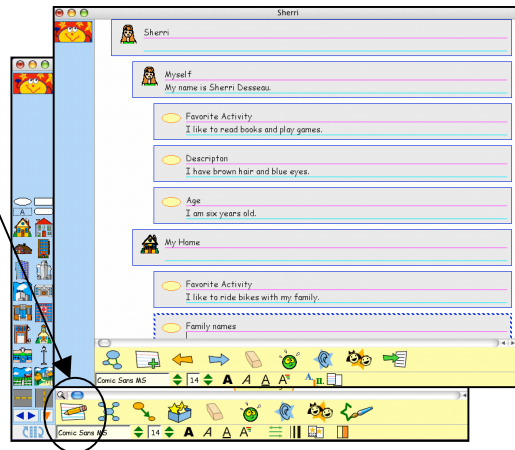 Sherri
Sherri
Myself
My name is Sherri Desseau.
Favorite Activity
I like to read books and play games.
Descripton
I have brown hair and blue eyes.
Age
I am six years old.
My Home
Favorite Activity
I like to ride bikes with my family.
Family names
Comic Sans MS 14 A A A A
Comic Sans MS 14 A A A A